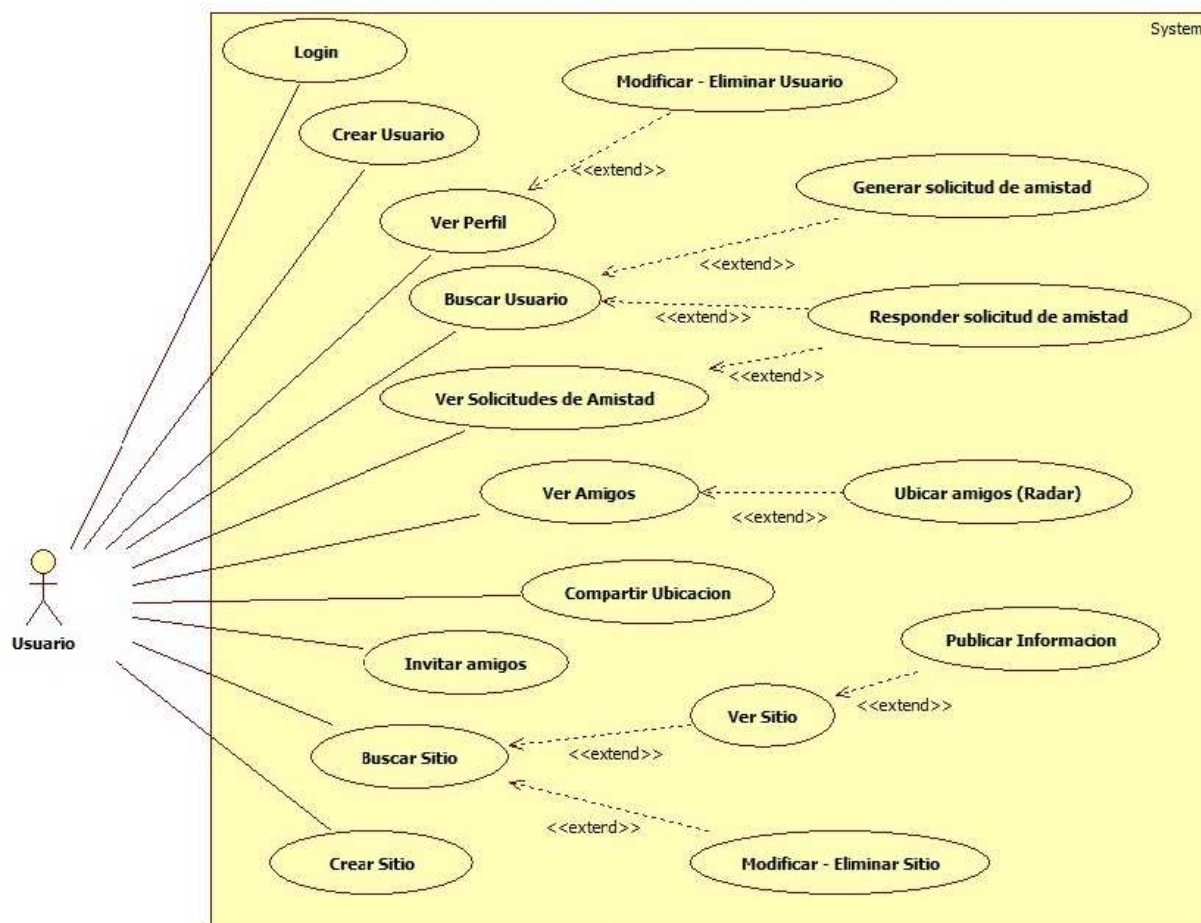 System
Login
Modificar - Eliminar Usuario
Crear Usuario
<<extend>>
Generar solicitud de amistad
Ver Perfil
<<extend>>
Buscar Usuario
<<extend>>
Responder solicitud de amistad
<<extend>>
Ver Solicitudes de Amistad
Ver Amigos
Ubicar amigos (Radar)
<<extend>>
Compartir Ubicacion
Usuario
Publicar Informacion
Invitar amigos
<<extend>>
Ver Sitio
Buscar Sitio
<<extend>>
<<extend>>
Crear Sitio
Modificar - Eliminar Sitio